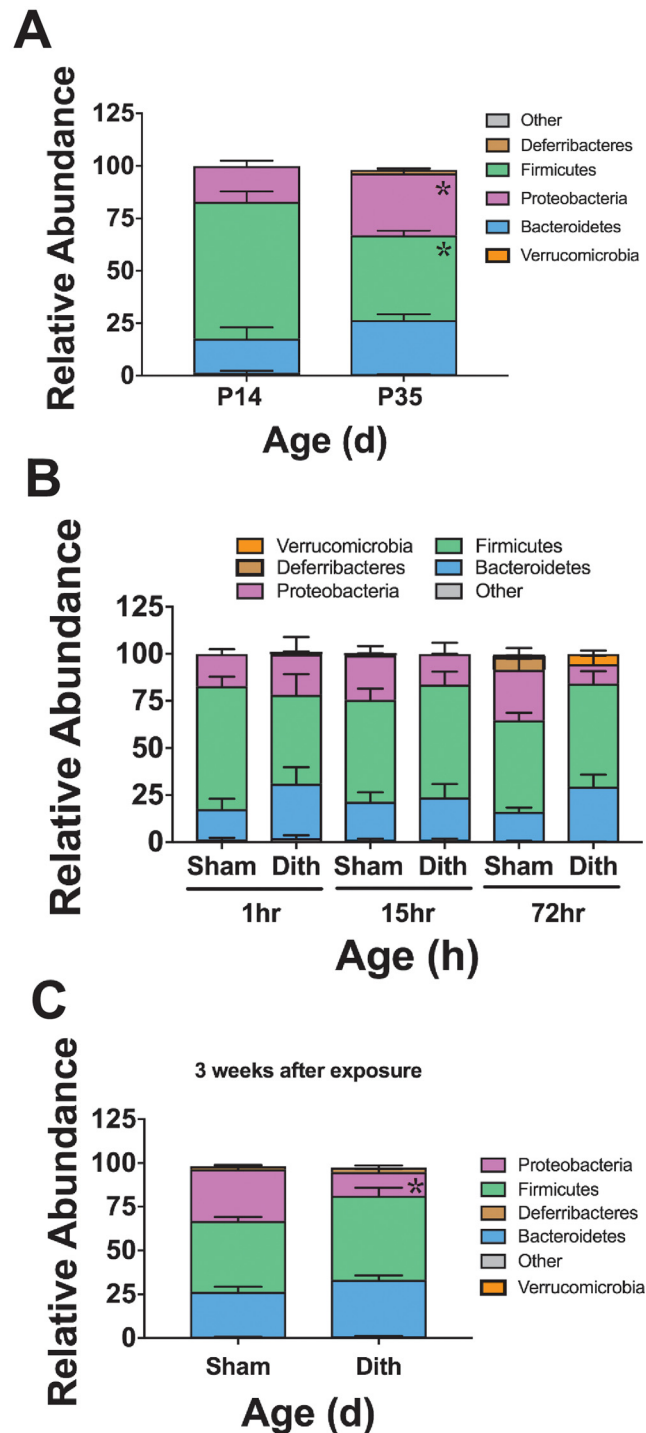 A
Relative Abundance
125
100
75
50
25
0
P14 P35
Age (d)
Other
Deferribacteres
Firmicutes
Proteobacteria
Bacteroidetes
Verrucomicrobia
*
*
B
Verrucomicrobia Firmicutes
Deferribacteres Bacteroidetes
Proteobacteria Other
Relative Abundance
125
100
75
50
25
0
Sham Dith Sham Dith Sham Dith
1hr 15hr 72hr
Age (h)
C
3 weeks after exposure
Relative Abundance
125
100
75
50
25
0
*
Sham Dith
Age (d)
Proteobacteria
Firmicutes
Deferribacteres
Bacteroidetes
Other
Verrucomicrobia